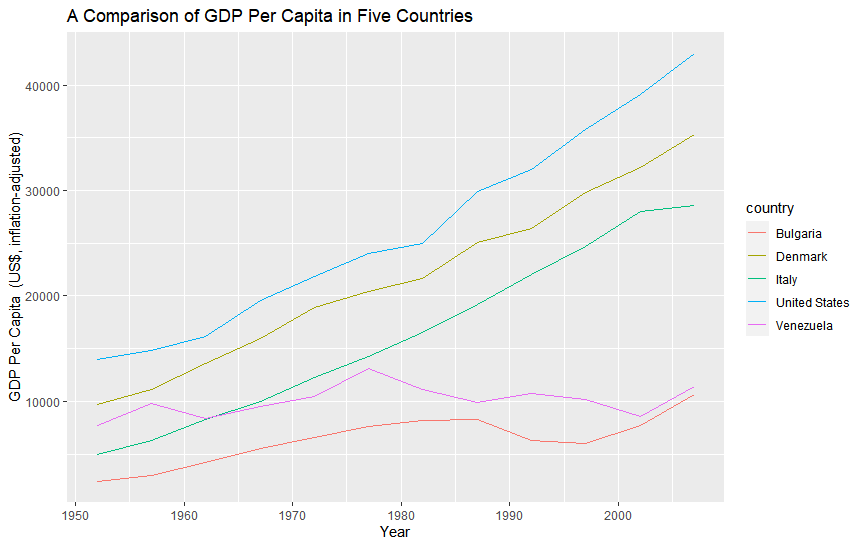 A Comparison of GDP Per Capita in Five Countries
GDP Per Capita (US$, inflation-adjusted)
40000
30000
20000
10000
1950 1960 1970 1980 1990 2000
Year
country
Bulgaria
Denmark
Italy
United States
Venezuela